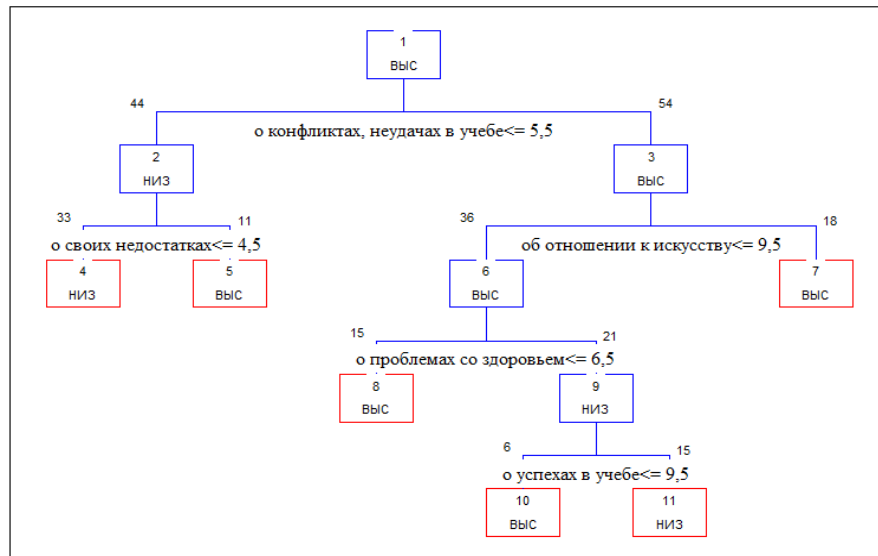 1
ВЫС
44 54
о конфликтах, неудачах в учебе<= 5,5
2 3
НИЗ ВЫС
33 11 36 18
о своих недостатках<= 4,5 об отношении к искусству<= 9,5
4 5 6 7
НИЗ ВЫС ВЫС ВЫС
15 21
о проблемах со здоровьем<= 6,5
8 9
ВЫС НИЗ
6 15
о успехах в учебе<= 9,5
10 11
ВЫС НИЗ